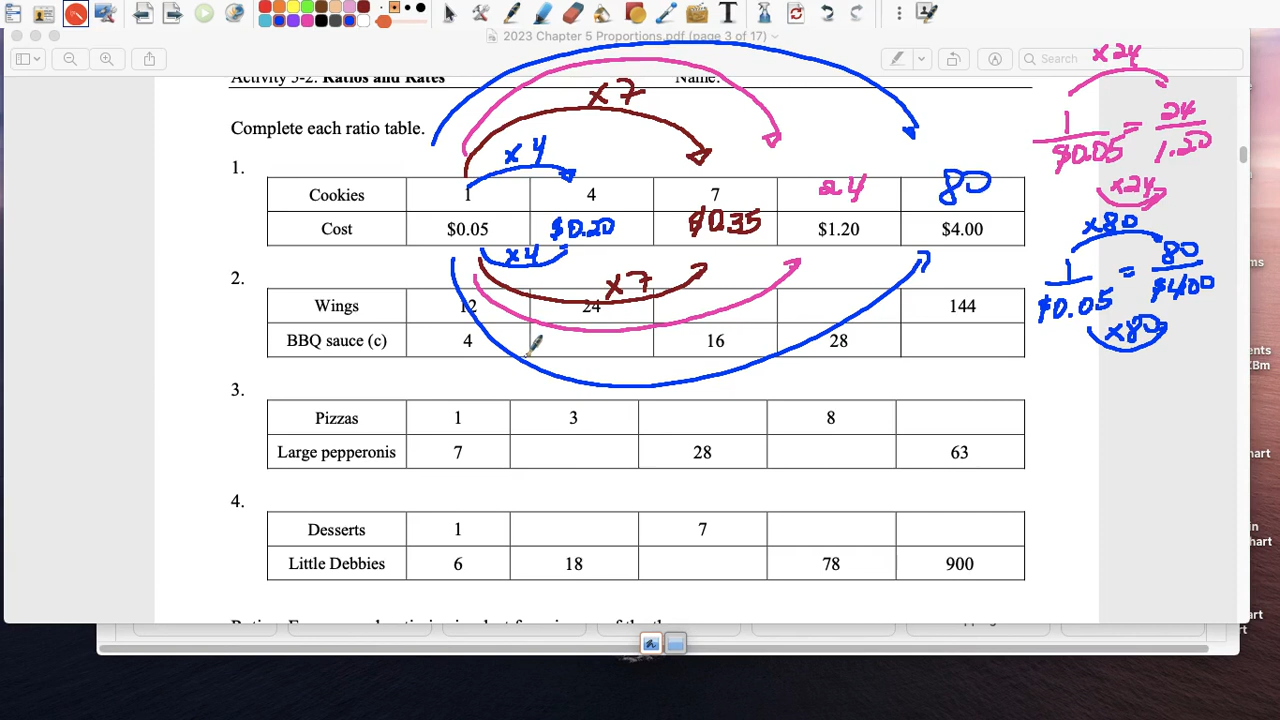 2023 Chapter 5 Proportions.pdf (page 3 of 17)
Search
Activity 5-2: Ratios and Rates Name:
Complete each ratio table.
x 4
x 7
1.
Cookies 1 4 7 24 80
Cost $0.05 $0.20 $0.35 $1.20 $4.00
x4
x7
2.
Wings 12 24 144
BBQ sauce (c) 4 16 28
3.
Pizzas 1 3 8
Large pepperonis 7 28 63
4.
Desserts 1 7
Little Debbies 6 18 78 900
x24
1 = 24
$0.05 1.20
x24
x80
1 = 80
$0.05 $4.00
x80